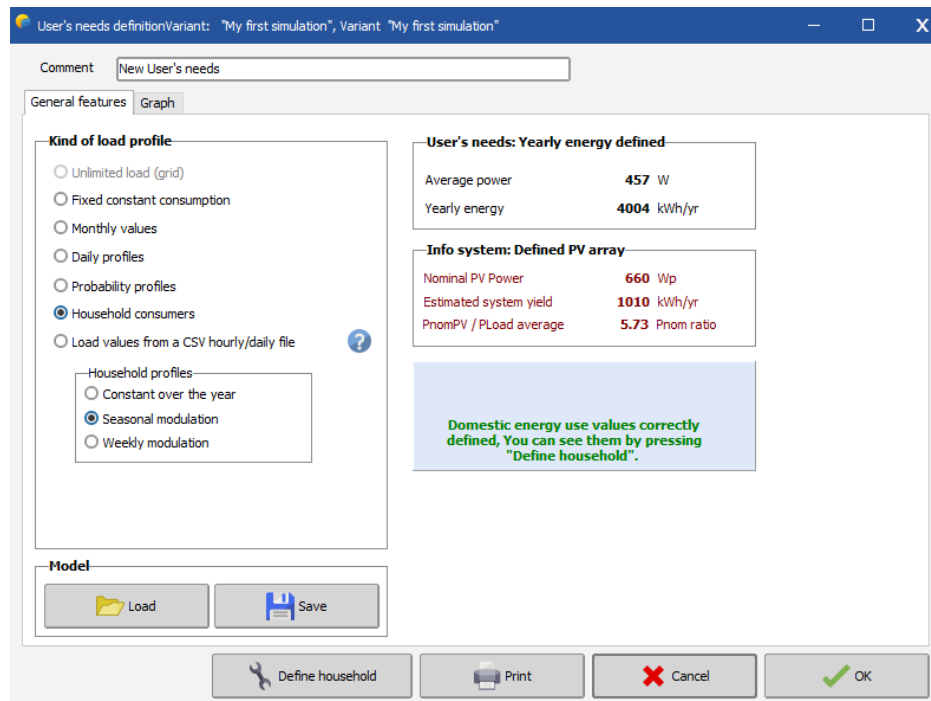 User's needs definitionVariant:   "My first simulation", Variant  "My first simulation"
Comment New User's needs
General features Graph
Kind of load profile
Unlimited load (grid)
Fixed constant consumption
Monthly values
Daily profiles
Probability profiles
Household consumers
Load values from a CSV hourly/daily file ?
Household profiles
Constant over the year
Seasonal modulation
Weekly modulation
Model
Load Save
User's needs: Yearly energy defined
Average power 457 W
Yearly energy 4004 kWh/yr
Info system: Defined PV array
Nominal PV Power 660 Wp
Estimated system yield 1010 kWh/yr
PnomPV / PLoad average 5.73 Pnom ratio
Domestic energy use values correctly
defined, You can see them by pressing
"Define household".
Define household Print Cancel OK